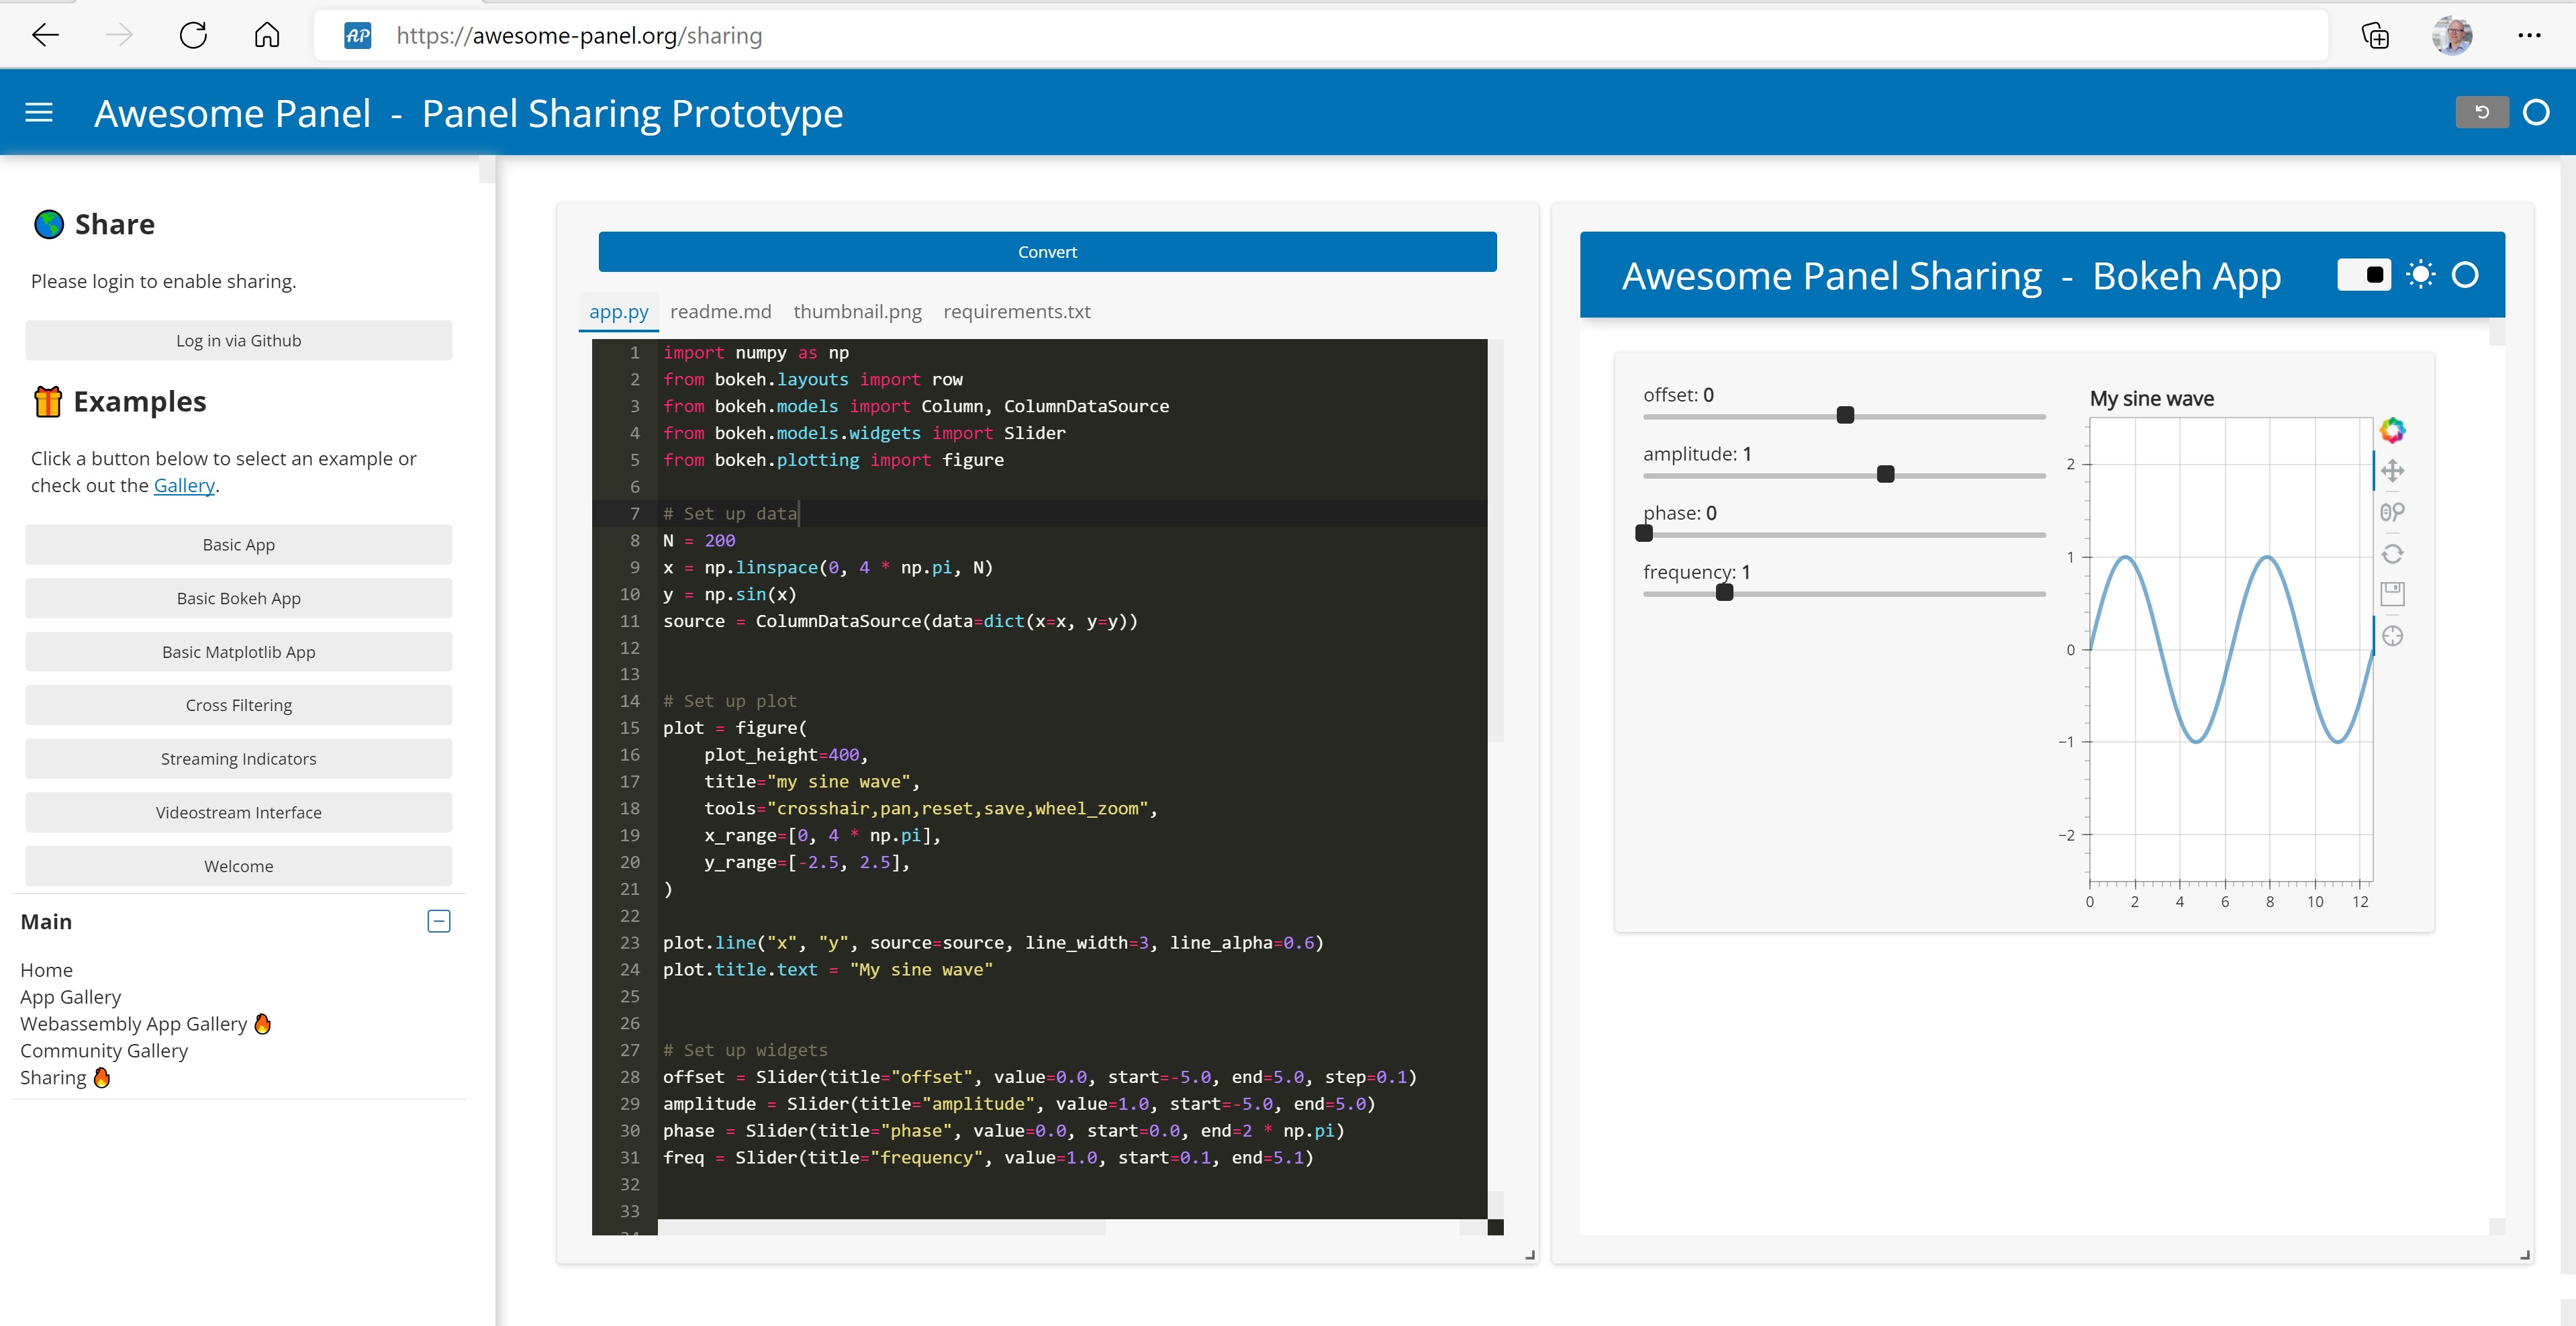 AP https://awesome-panel.org/sharing
Awesome Panel - Panel Sharing Prototype
Share
Please login to enable sharing.
Log in via Github
Examples
Click a button below to select an example or
check out the Gallery.
Basic App
Basic Bokeh App
Basic Matplotlib App
Cross Filtering
Streaming Indicators
Videostream Interface
Welcome
Main
Home
App Gallery
Webassembly App Gallery 🔥
Community Gallery
Sharing 🔥
Convert
app.py readme.md thumbnail.png requirements.txt
1 import numpy as np
2 from bokeh.layouts import row
3 from bokeh.models import Column, ColumnDataSource
4 from bokeh.models.widgets import Slider
5 from bokeh.plotting import figure
6
7 # Set up data
8 N = 200
9 x = np.linspace(0, 4 * np.pi, N)
10 y = np.sin(x)
11 source = ColumnDataSource(data=dict(x=x, y=y))
12
13
14 # Set up plot
15 plot = figure(
16     plot_height=400,
17     title="my sine wave",
18     tools="crosshair,pan,reset,save,wheel_zoom",
19     x_range=[0, 4 * np.pi],
20     y_range=[-2.5, 2.5],
21 )
22
23 plot.line("x", "y", source=source, line_width=3, line_alpha=0.6)
24 plot.title.text = "My sine wave"
25
26
27 # Set up widgets
28 offset = Slider(title="offset", value=0.0, start=-5.0, end=5.0, step=0.1)
29 amplitude = Slider(title="amplitude", value=1.0, start=-5.0, end=5.0)
30 phase = Slider(title="phase", value=0.0, start=0.0, end=2 * np.pi)
31 freq = Slider(title="frequency", value=1.0, start=0.1, end=5.1)
32
33
Awesome Panel Sharing - Bokeh App
offset: 0
amplitude: 1
phase: 0
frequency: 1
My sine wave
2
1
0
−1
−2
0 2 4 6 8 10 12